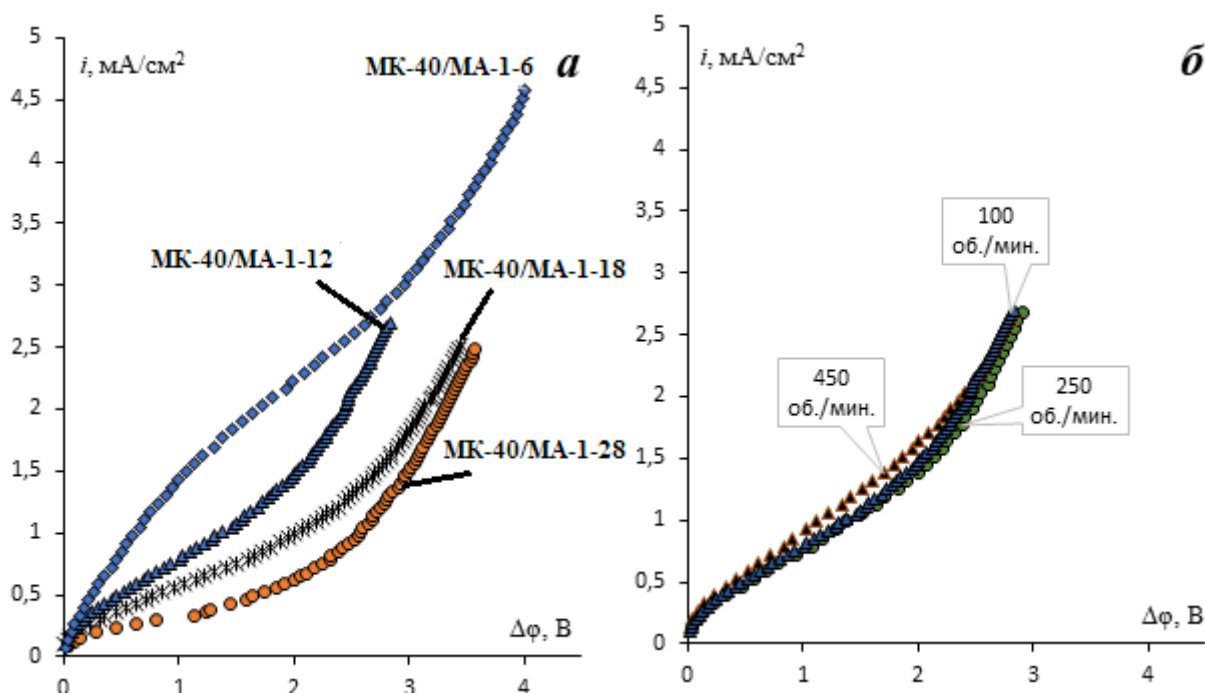 5
i, мА/см²
МК-40/МА-1-6
а
4,5
4
3,5
МК-40/МА-1-12
МК-40/МА-1-18
3
2,5
2
МК-40/МА-1-28
1,5
1
0,5
Δφ, В
0
0 1 2 3 4
5
i, мА/см²
б
4,5
4
3,5
100
об./мин.
3
2,5
450
об./мин.
250
об./мин.
2
1,5
1
0,5
Δφ, В
0
0 1 2 3 4